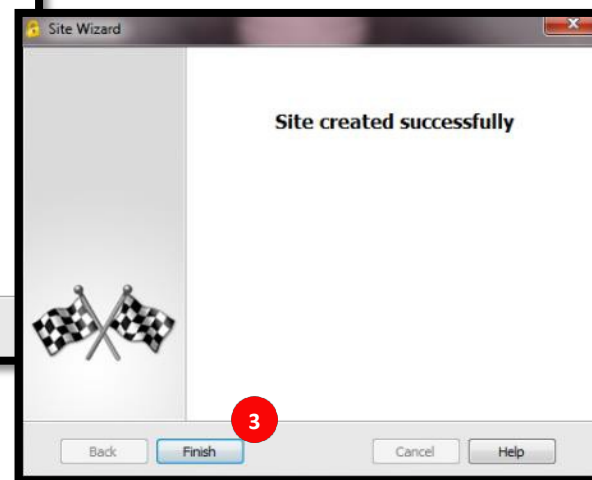 Site Wizard
Site created successfully
3
Back Finish Cancel Help